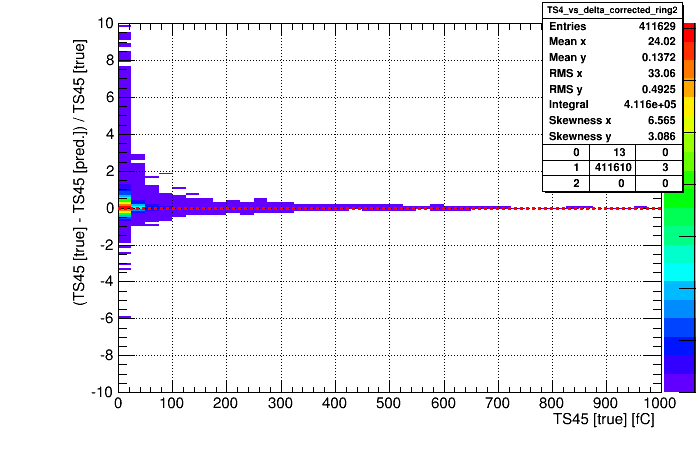 TS4_vs_delta_corrected_ring2
Entries 411629
Mean x 24.02
Mean y 0.1372
RMS x 33.06
RMS y 0.4925
Integral 4.116e+05
Skewness x 6.565
Skewness y 3.086
0 13 0
1 411610 3
2 0 0
(TS45 [true] - TS45 [pred.]) / TS45 [true]
10
8
6
4
2
0
-2
-4
-6
-8
-10
0 100 200 300 400 500 600 700 800 900 1000
TS45 [true] [fC]